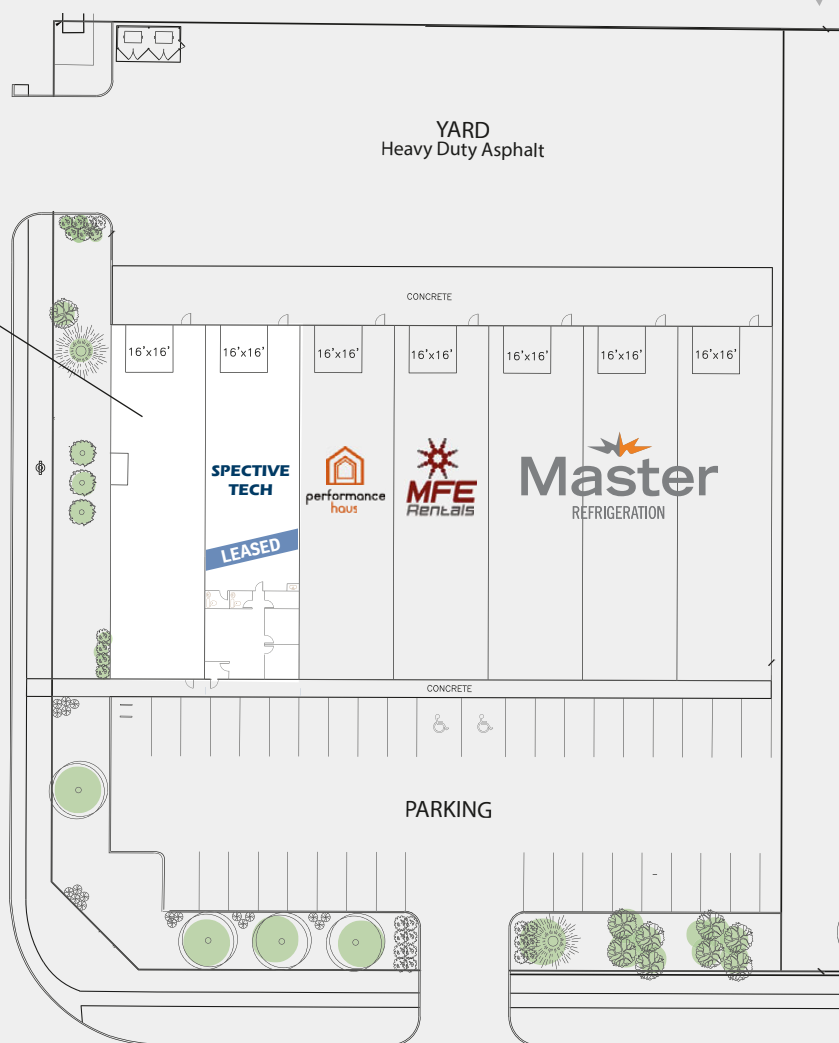 YARD
Heavy Duty Asphalt
CONCRETE
16'x16'
16'x16'
16'x16'
16'x16'
16'x16'
16'x16'
16'x16'
SPECTIVE
TECH
performance
haus
MFE
Rentals
Master
REFRIGERATION
LEASED
CONCRETE
PARKING